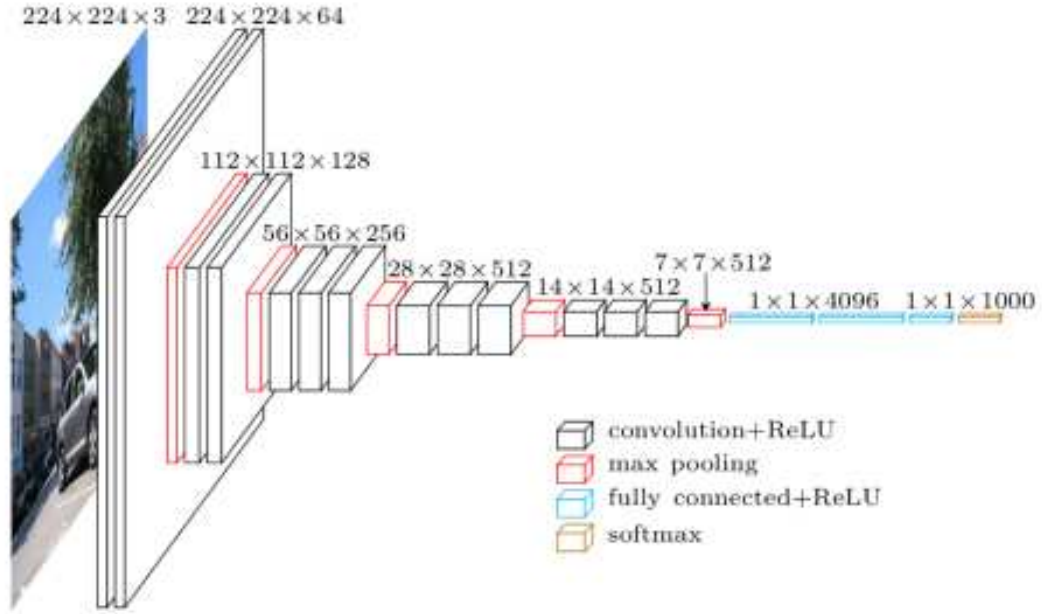 224×224×3
224×224×64
112×112×128
56×56×256
28×28×512
14×14×512
7×7×512
1×1×4096
1×1×1000
convolution+ReLU
max pooling
fully connected+ReLU
softmax